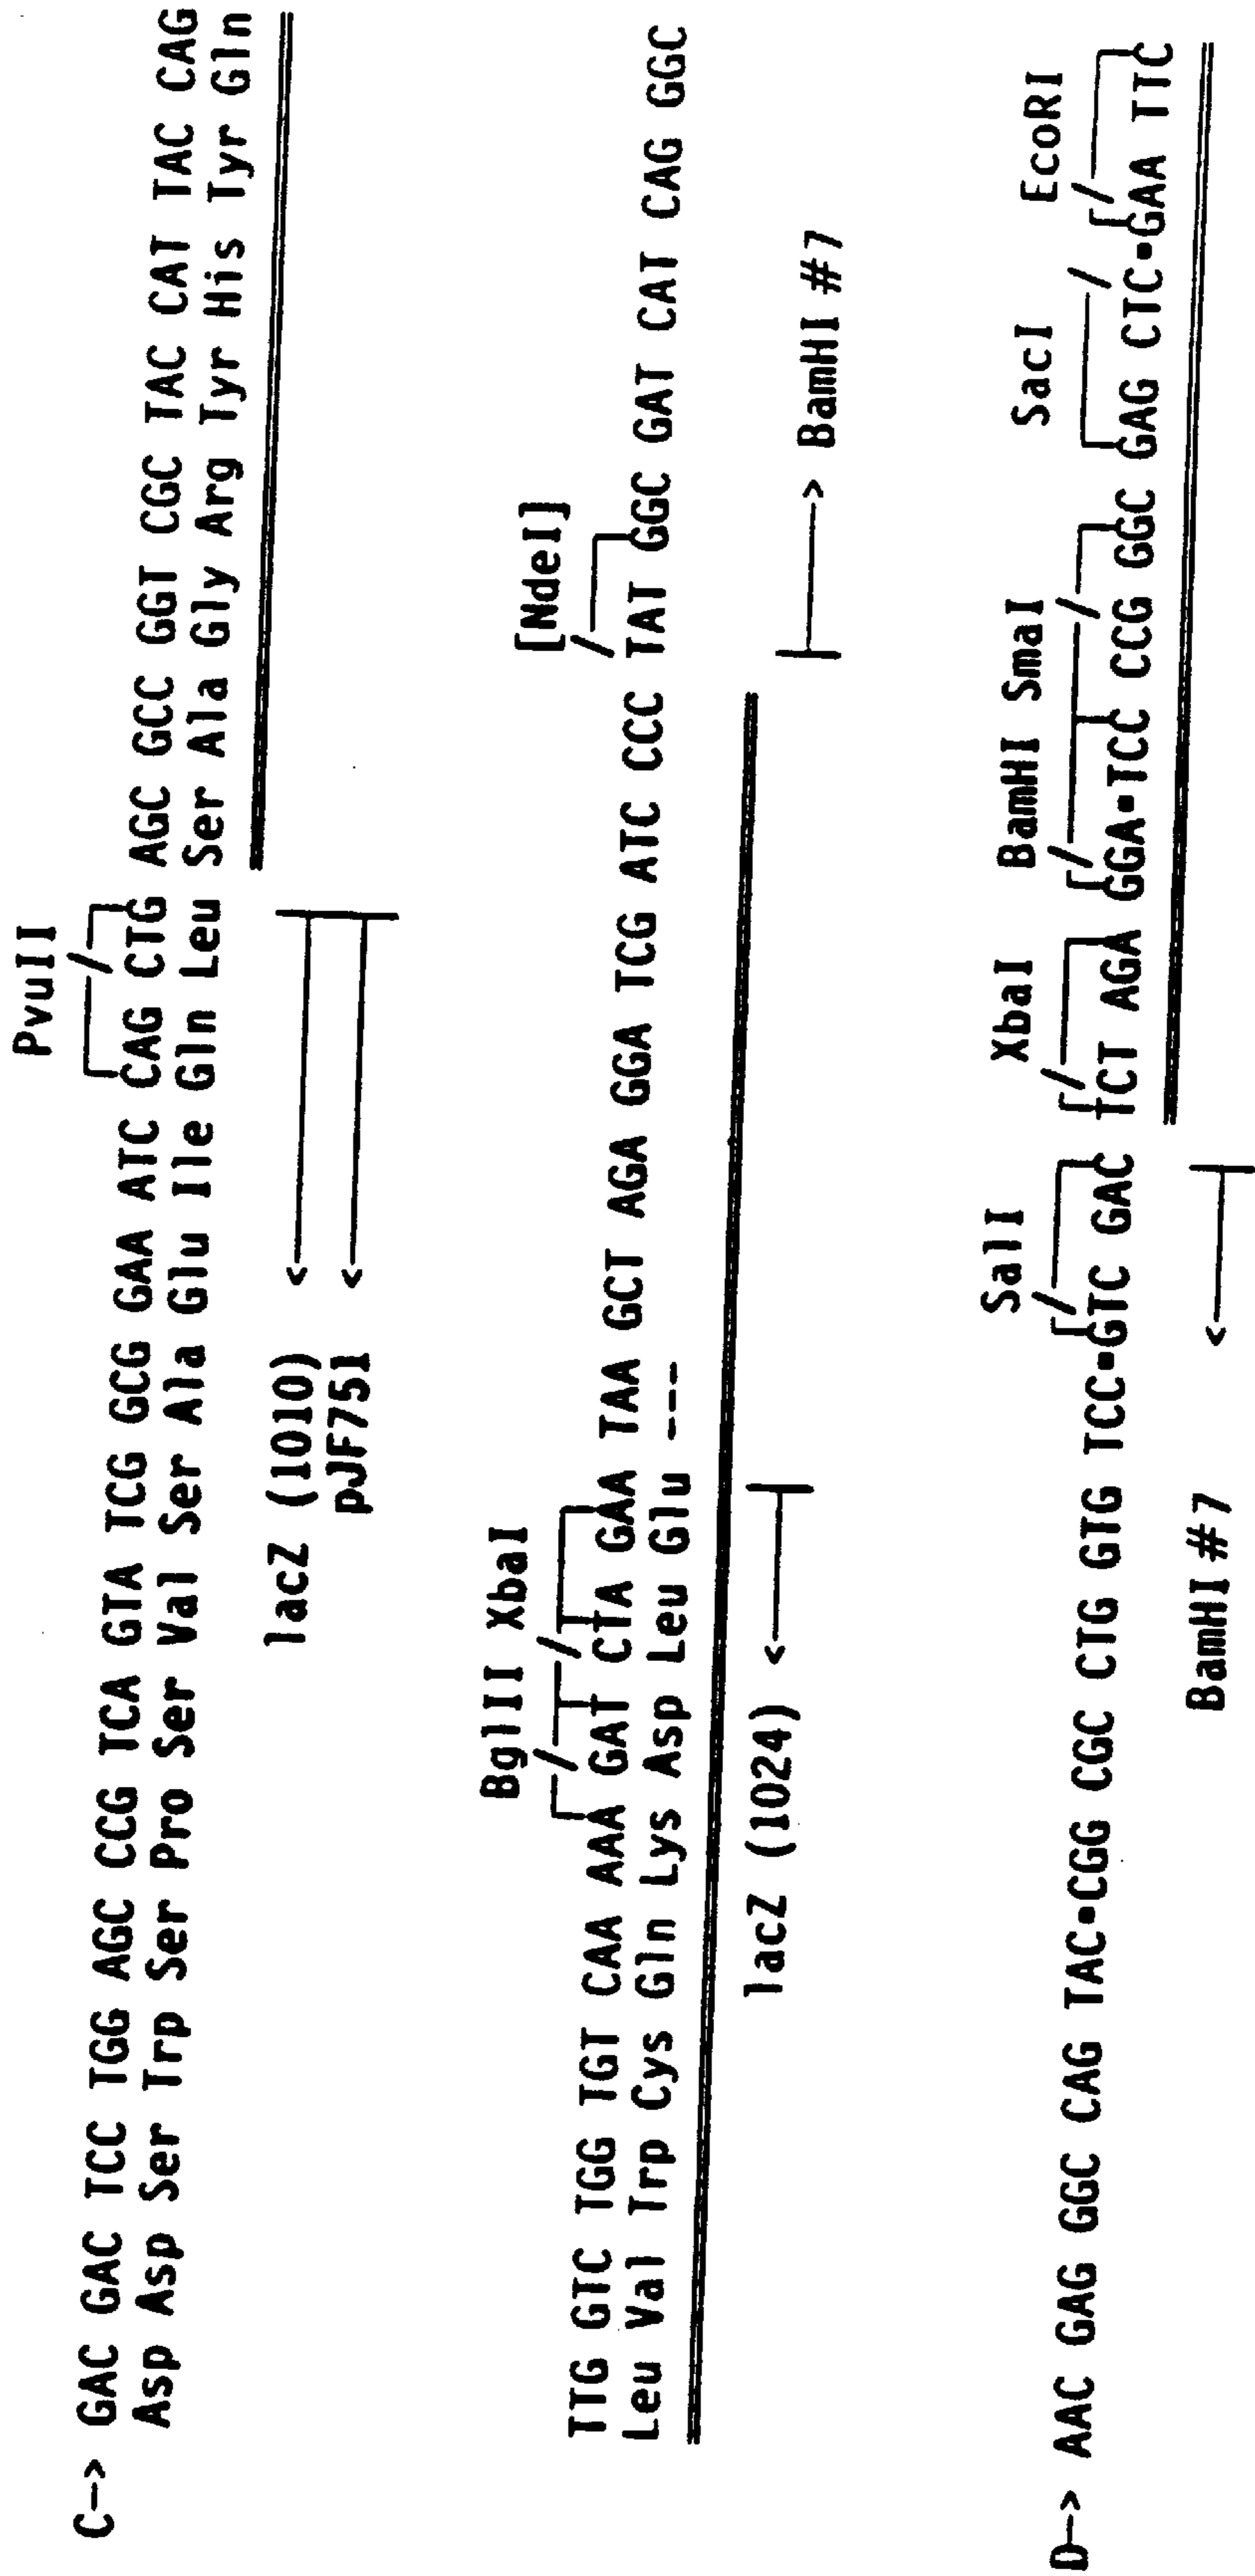 PvuII
C-> GAC GAC TCC TGG AGC CCG TCA GTA TCG GCG GAA ATC CAG CTG AGC GCC GGT CGC TAC CAT TAC CAG
Asp Asp Ser Trp Ser Pro Ser Val Ser Ala Glu Ile Gln Leu Ser Ala Gly Arg Tyr His Tyr Gln
lacZ (1010) <
pJF751 <
BglII XbaI [NdeI]
TTG GTC TGG TGT CAA AAA GAT CTA GAA TAA GCT AGA GGA TCG ATC CCC TAT GGC GAT CAT CAG GGC
Leu Val Trp Cys Gln Lys Asp Leu Glu ---
lacZ (1024) < > BamHI #7
SalI XbaI BamHI SmaI SacI EcoRI
D-> AAC GAG GGC CAG TAC•CGG CGC CTG GTG TCC•GTC GAC TCT AGA GGA•TCC CCG GGC GAG CTC•GAA TTC
BamHI #7 <